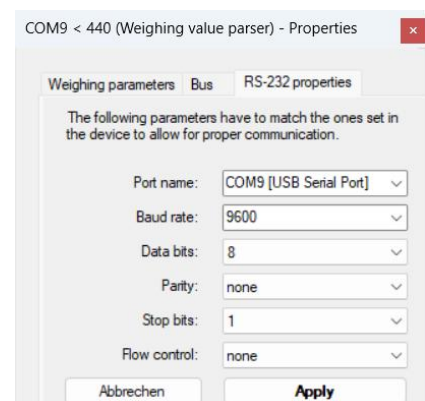 COM9 < 440 (Weighing value parser) - Properties
Weighing parameters Bus RS-232 properties
The following parameters have to match the ones set in
the device to allow for proper communication.
Port name: COM9 [USB Serial Port]
Baud rate: 9600
Data bits: 8
Parity: none
Stop bits: 1
Flow control: none
Abbrechen Apply